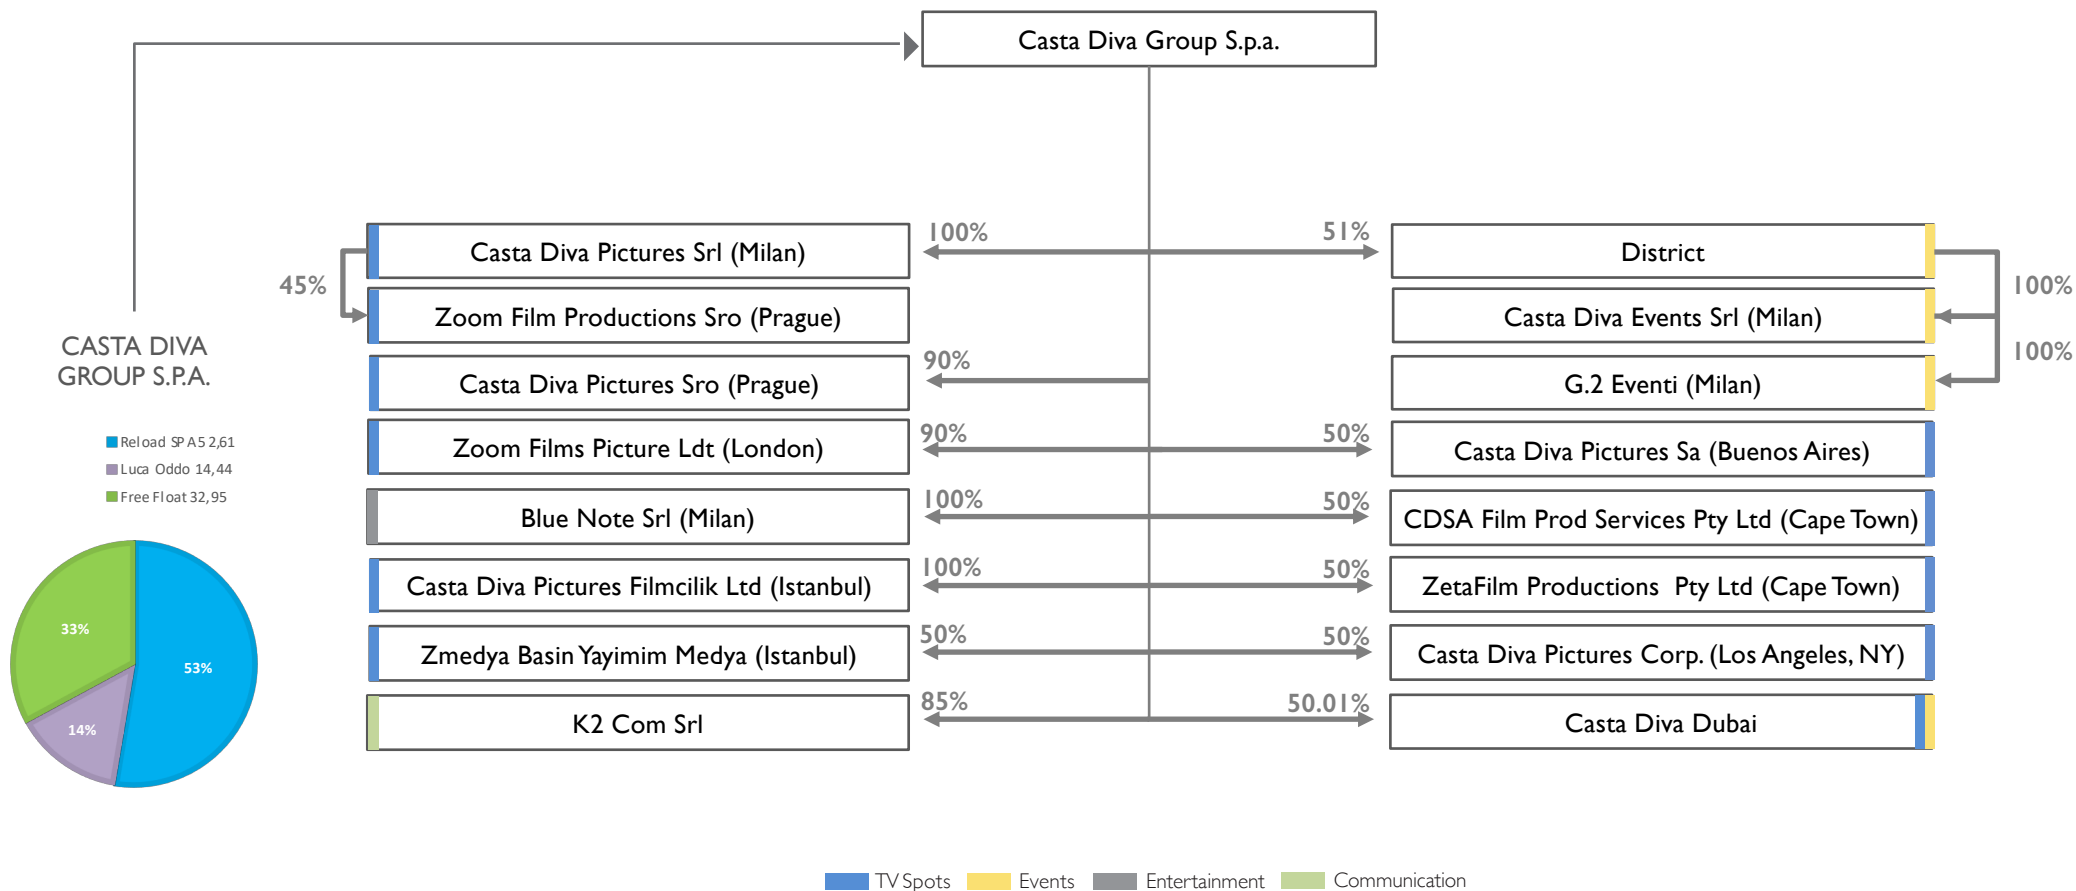 Casta Diva Group S.p.a.
100%
51%
Casta Diva Pictures Srl (Milan)
District
45%
100%
Zoom Film Productions Sro (Prague)
Casta Diva Events Srl (Milan)
CASTA DIVA
GROUP S.P.A.
90%
100%
Casta Diva Pictures Sro (Prague)
G.2 Eventi (Milan)
Reload SPA 52,61
Luca Oddo 14,44
Free Float 32,95
90%
50%
Zoom Films Picture Ldt (London)
Casta Diva Pictures Sa (Buenos Aires)
100%
50%
Blue Note Srl (Milan)
CDSA Film Prod Services Pty Ltd (Cape Town)
100%
50%
Casta Diva Pictures Filmcilik Ltd (Istanbul)
ZetaFilm Productions Pty Ltd (Cape Town)
33%
53%
14%
50%
50%
Zmedya Basin Yayimim Medya (Istanbul)
Casta Diva Pictures Corp. (Los Angeles, NY)
85%
50.01%
K2 Com Srl
Casta Diva Dubai
TV Spots
Events
Entertainment
Communication